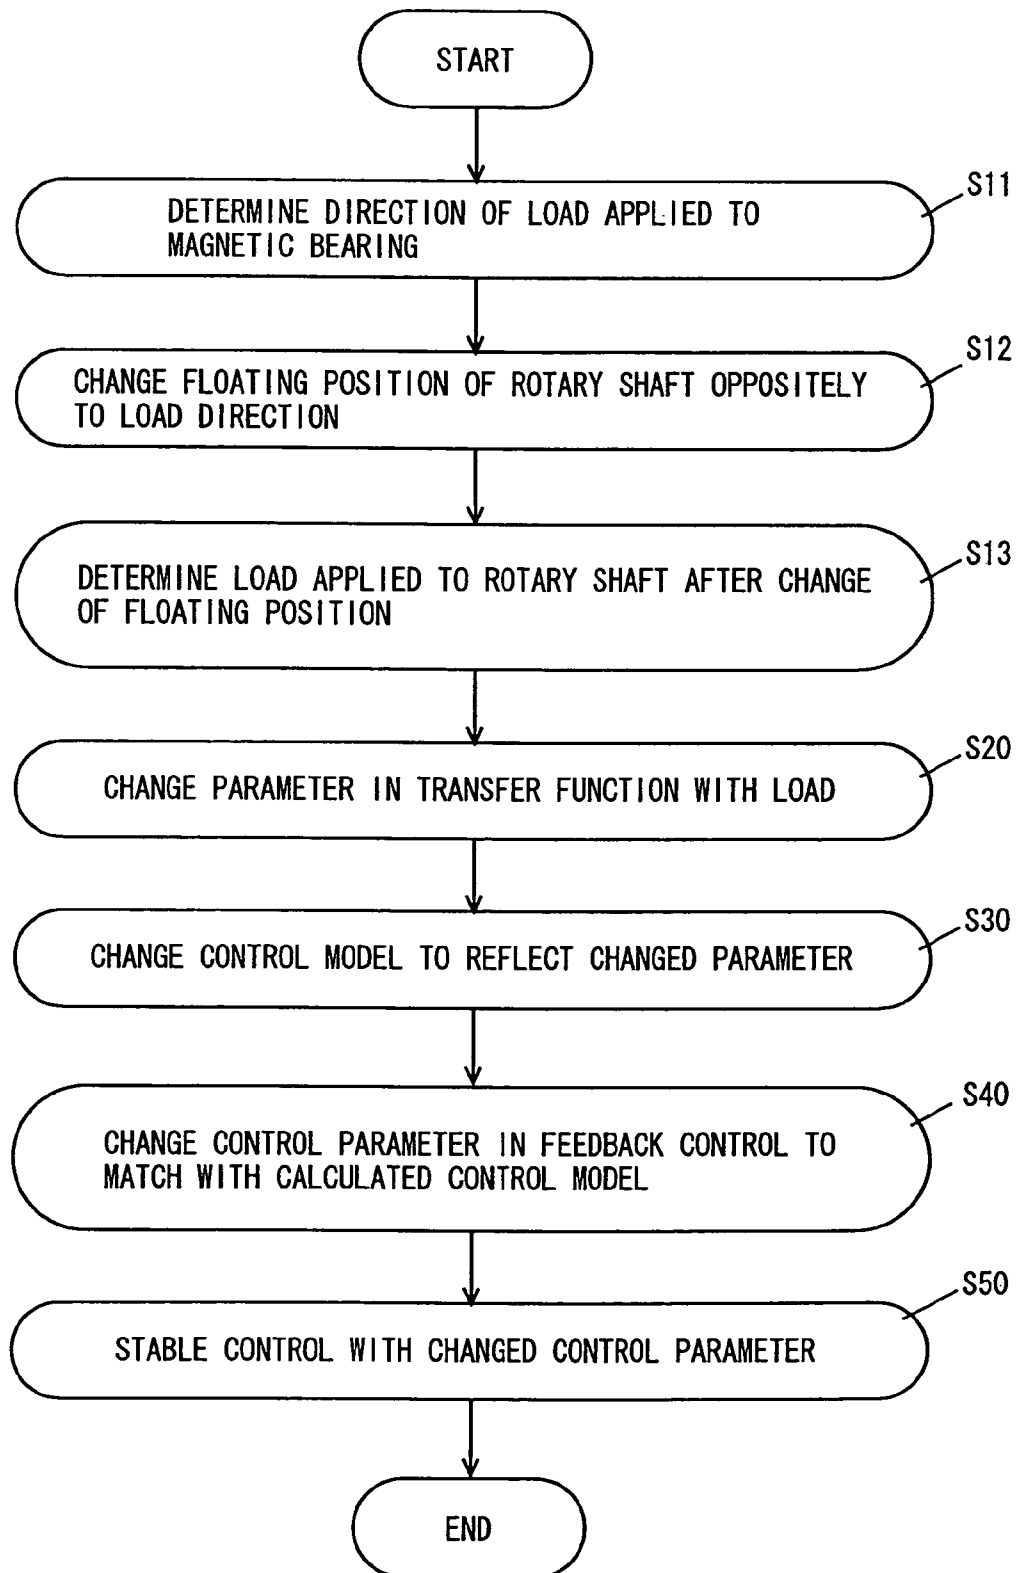 START
S11
DETERMINE DIRECTION OF LOAD APPLIED TO
MAGNETIC BEARING
S12
CHANGE FLOATING POSITION OF ROTARY SHAFT OPPOSITELY
TO LOAD DIRECTION
S13
DETERMINE LOAD APPLIED TO ROTARY SHAFT AFTER CHANGE
OF FLOATING POSITION
S20
CHANGE PARAMETER IN TRANSFER FUNCTION WITH LOAD
S30
CHANGE CONTROL MODEL TO REFLECT CHANGED PARAMETER
S40
CHANGE CONTROL PARAMETER IN FEEDBACK CONTROL TO
MATCH WITH CALCULATED CONTROL MODEL
S50
STABLE CONTROL WITH CHANGED CONTROL PARAMETER
END